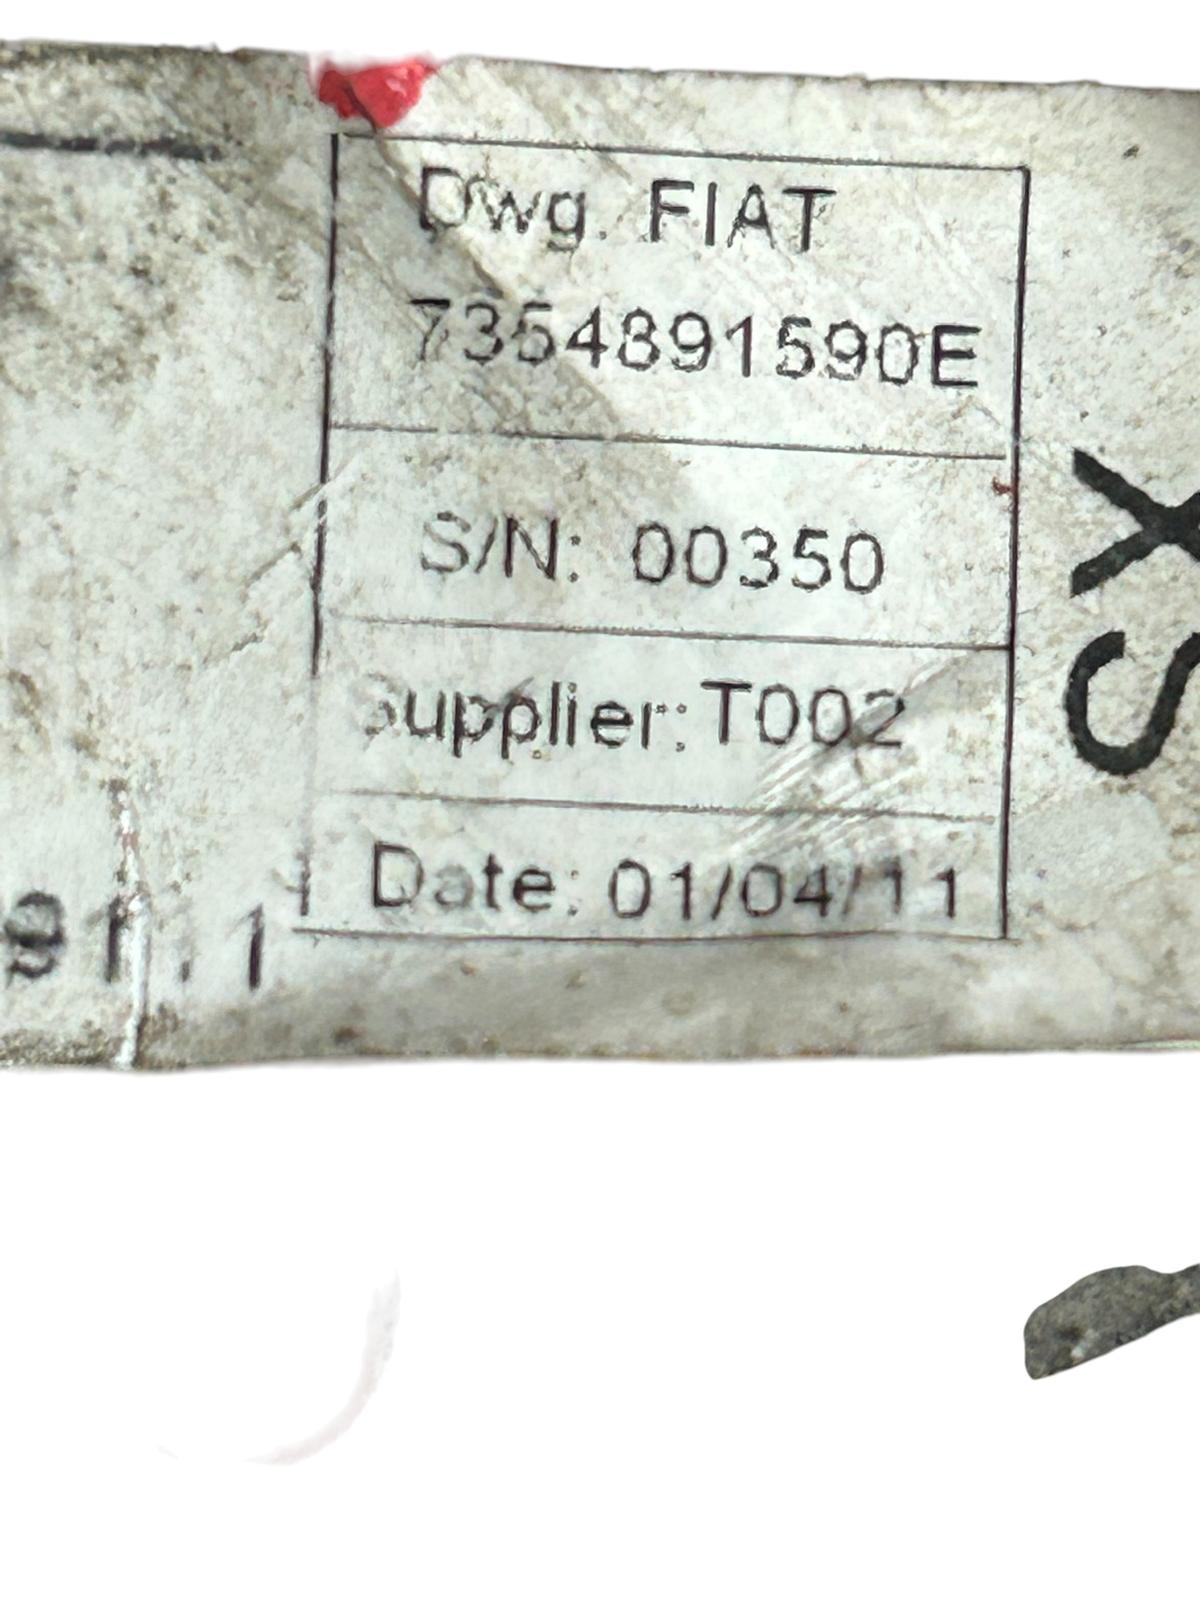 Dwg. FIAT
7354891590E
S/N: 00350
Supplier: T002
Date: 01/04/11
SX